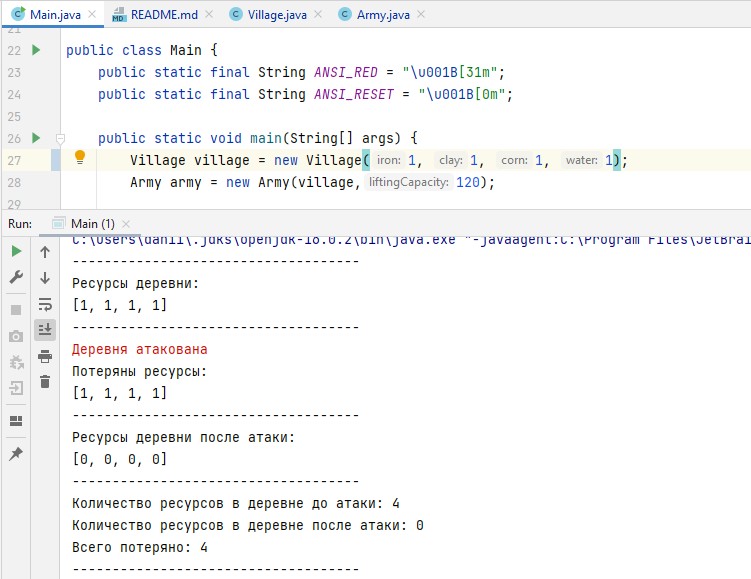 Main.java README.md Village.java Army.java
21
22 public class Main {
23 public static final String ANSI_RED = "\u001B[31m";
24 public static final String ANSI_RESET = "\u001B[0m";
25
26 public static void main(String[] args) {
27 Village village = new Village( iron: 1, clay: 1, corn: 1, water: 1);
28 Army army = new Army(village, liftingCapacity: 120);
29
Run: Main (1)
C:\Users\danil\.jdks\openjdk-18.0.2\bin\java.exe "-javaagent:C:\Program Files\JetBrai
-----------------------------------
Ресурсы деревни:
[1, 1, 1, 1]
-----------------------------------
Деревня атакована
Потеряны ресурсы:
[1, 1, 1, 1]
-----------------------------------
Ресурсы деревни после атаки:
[0, 0, 0, 0]
-----------------------------------
Количество ресурсов в деревне до атаки: 4
Количество ресурсов в деревне после атаки: 0
Всего потеряно: 4
-----------------------------------